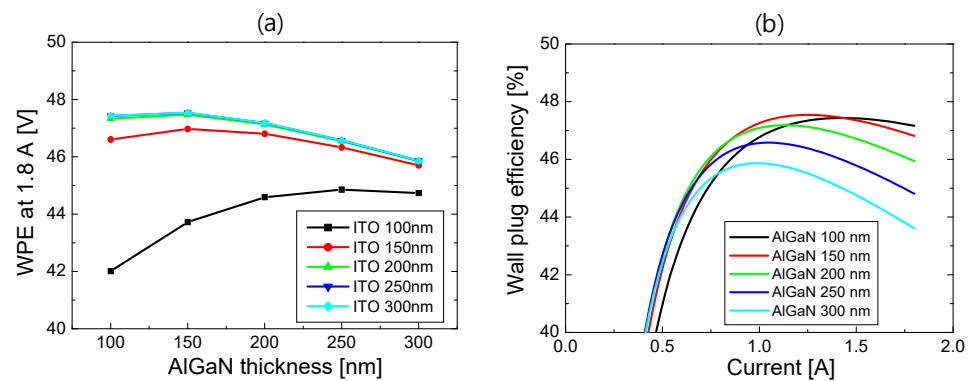 (a)
50
48
46
44
42
40
WPE at 1.8 A [V]
100
150
200
250
300
AlGaN thickness [nm]
ITO 100nm
ITO 150nm
ITO 200nm
ITO 250nm
ITO 300nm
(b)
50
48
46
44
42
40
Wall plug efficiency [%]
0.0
0.5
1.0
1.5
2.0
Current [A]
AlGaN 100 nm
AlGaN 150 nm
AlGaN 200 nm
AlGaN 250 nm
AlGaN 300 nm